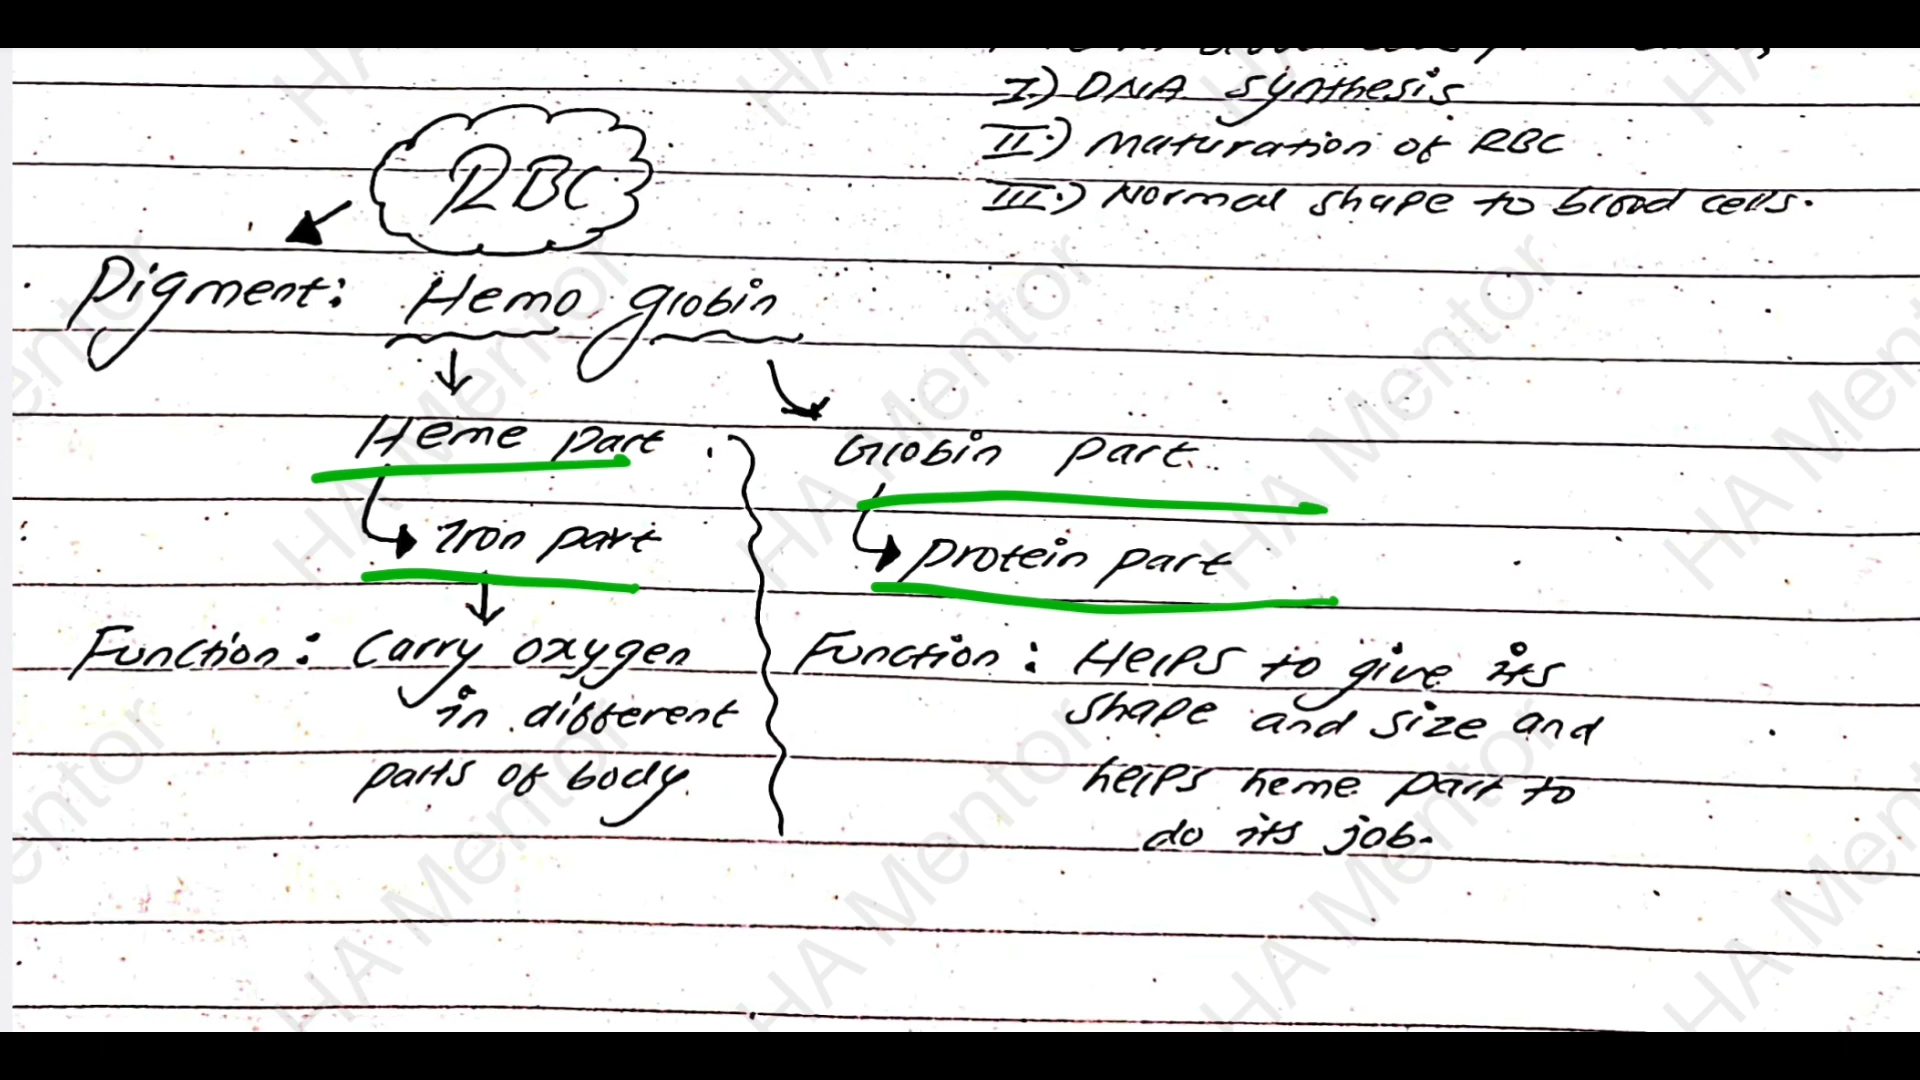 I.) DNA synthesis
II.) Maturation of RBC
III.) Normal shape to blood cells.
RBC
Pigment: Hemo globin
Heme part
Globin part.
Iron part
protein part
Function: Carry oxygen
in different
parts of body.
Function: Helps to give its
shape and size and
helps heme part to
do its job.
HA Mentor